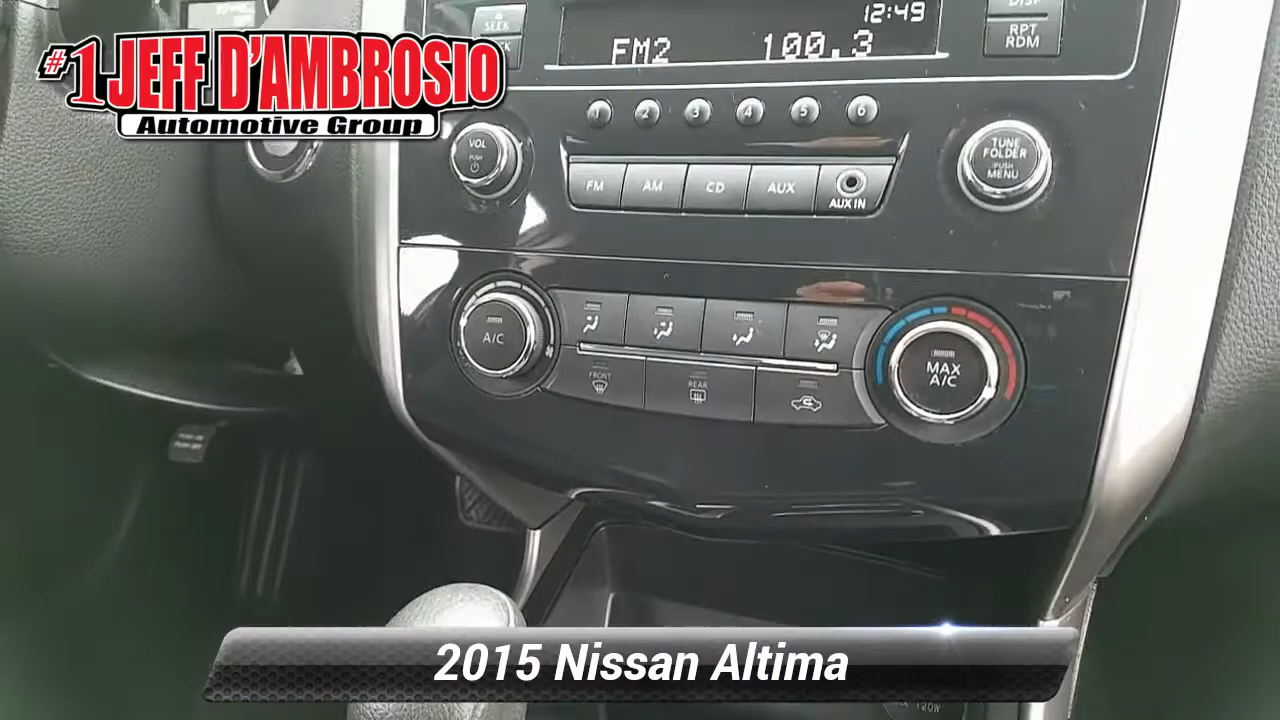 12:49
DISP
SEEK
RPT
RDM
FM2 100.3
#1 JEFF D'AMBROSIO
Automotive Group
1 2 3 4 5 6
VOL
PUSH
TUNE
FOLDER
PUSH
MENU
FM AM CD AUX
AUX IN
A/C
MAX
A/C
FRONT
REAR
2015 Nissan Altima
120W